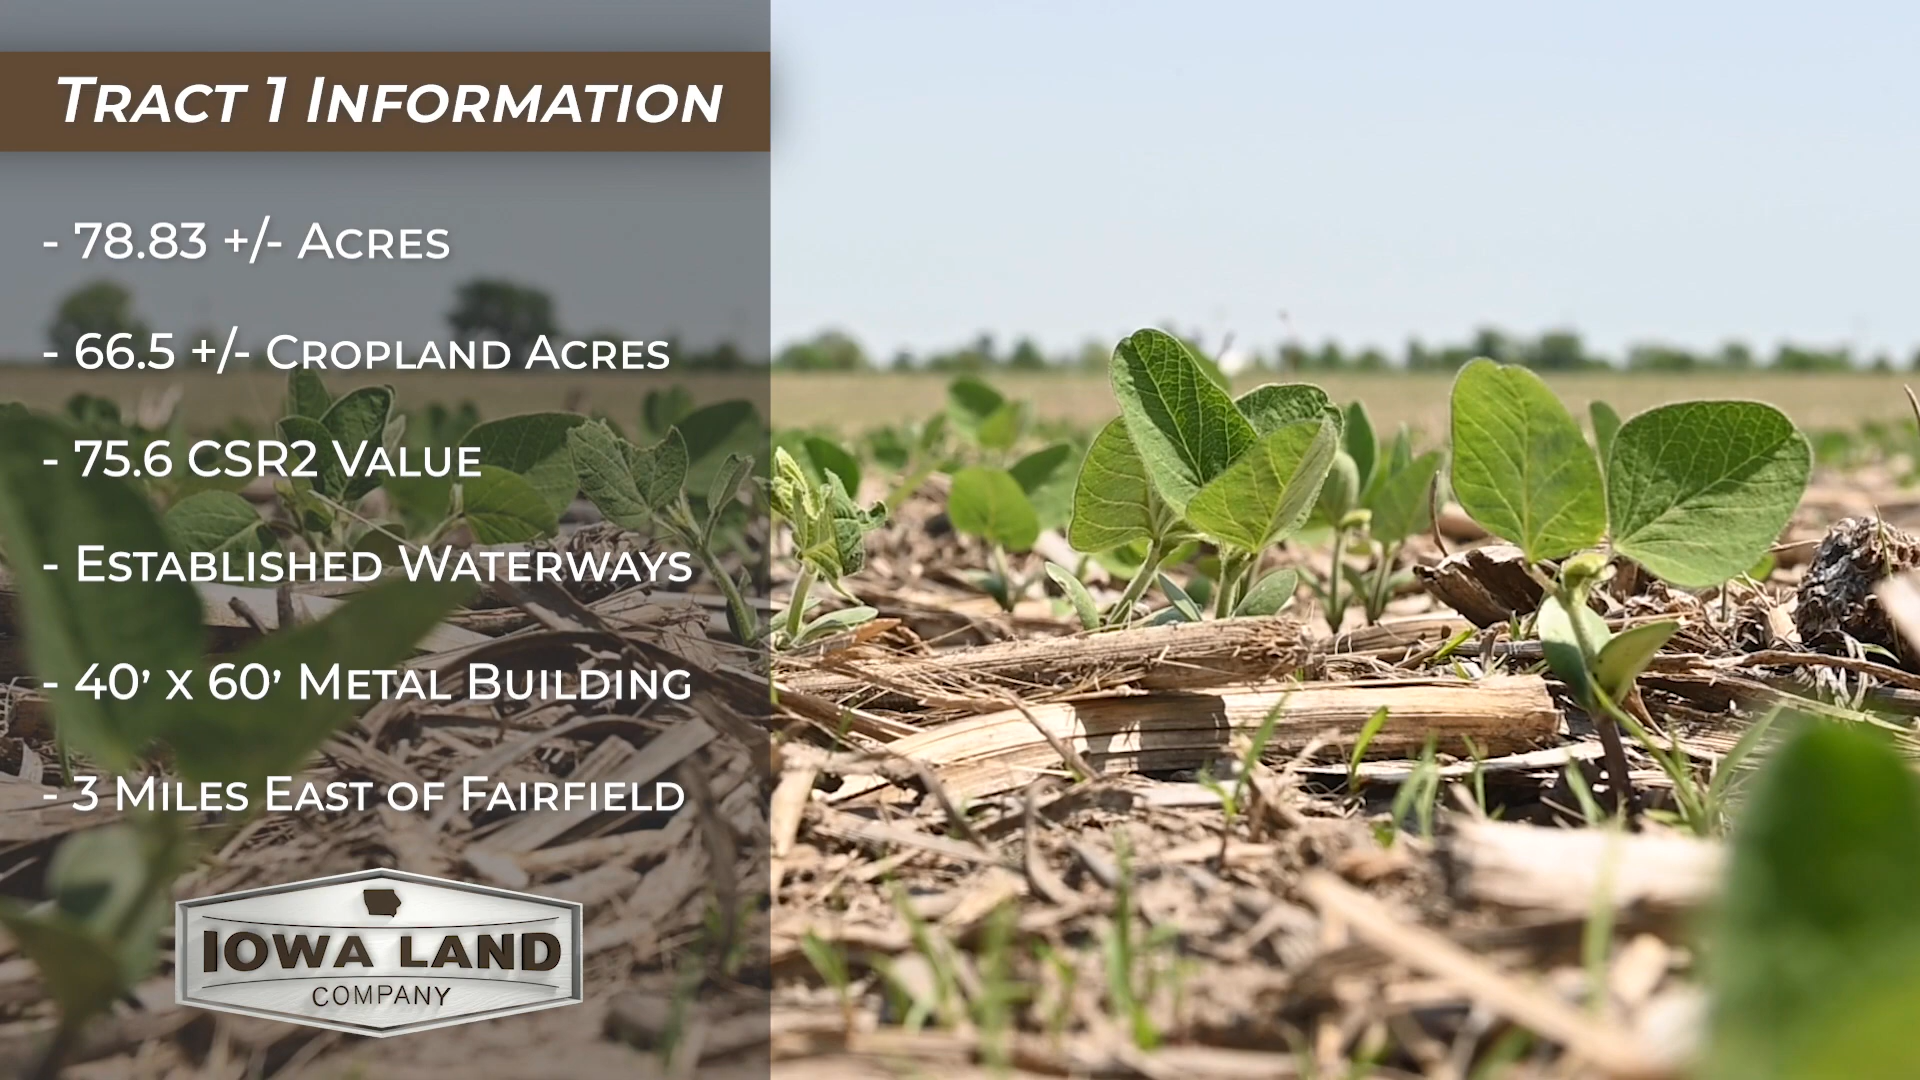 Tract 1 Information
- 78.83 +/- Acres
- 66.5 +/- Cropland Acres
- 75.6 CSR2 Value
- Established Waterways
- 40’ x 60’ Metal Building
- 3 Miles East of Fairfield
IOWA LAND
COMPANY